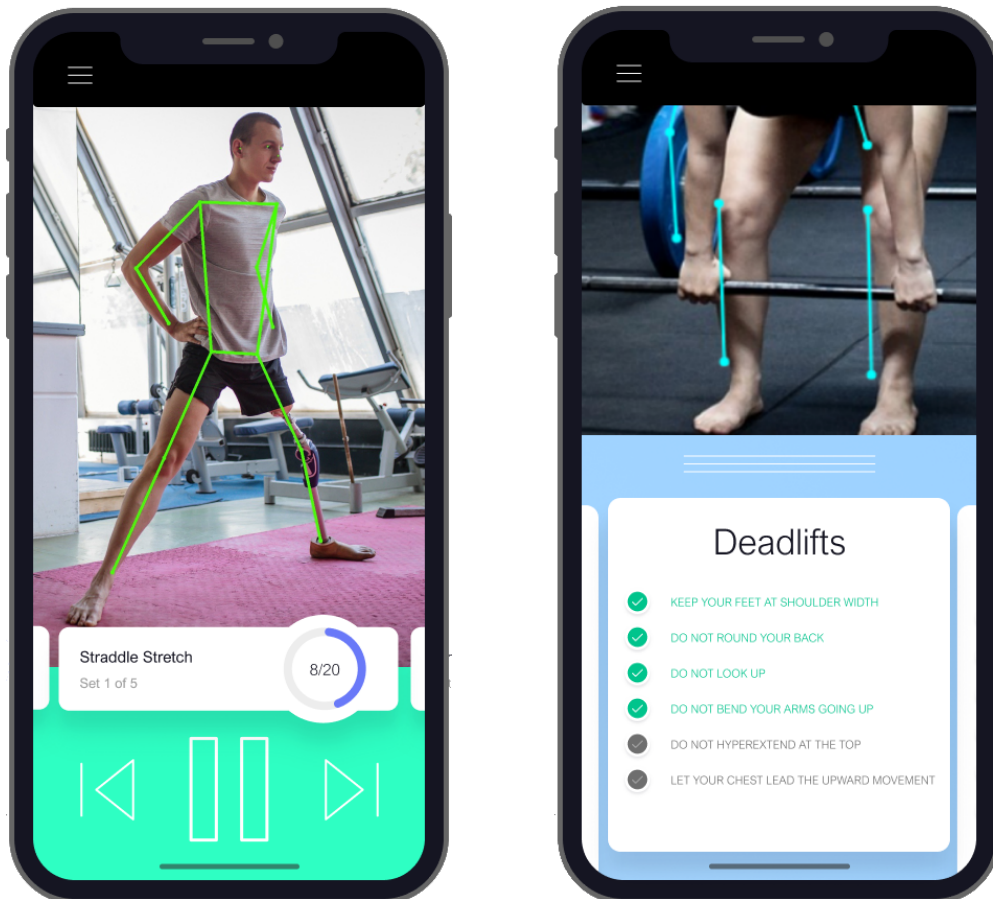 Straddle Stretch
Set 1 of 5
8/20
Deadlifts
KEEP YOUR FEET AT SHOULDER WIDTH
DO NOT ROUND YOUR BACK
DO NOT LOOK UP
DO NOT BEND YOUR ARMS GOING UP
DO NOT HYPEREXTEND AT THE TOP
LET YOUR CHEST LEAD THE UPWARD MOVEMENT